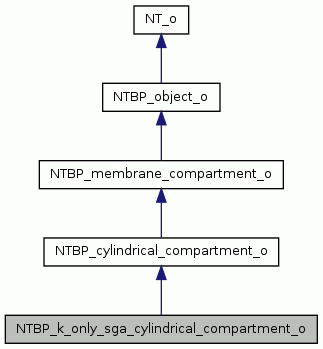 NT_o
NTBP_object_o
NTBP_membrane_compartment_o
NTBP_cylindrical_compartment_o
NTBP_k_only_sga_cylindrical_compartment_o